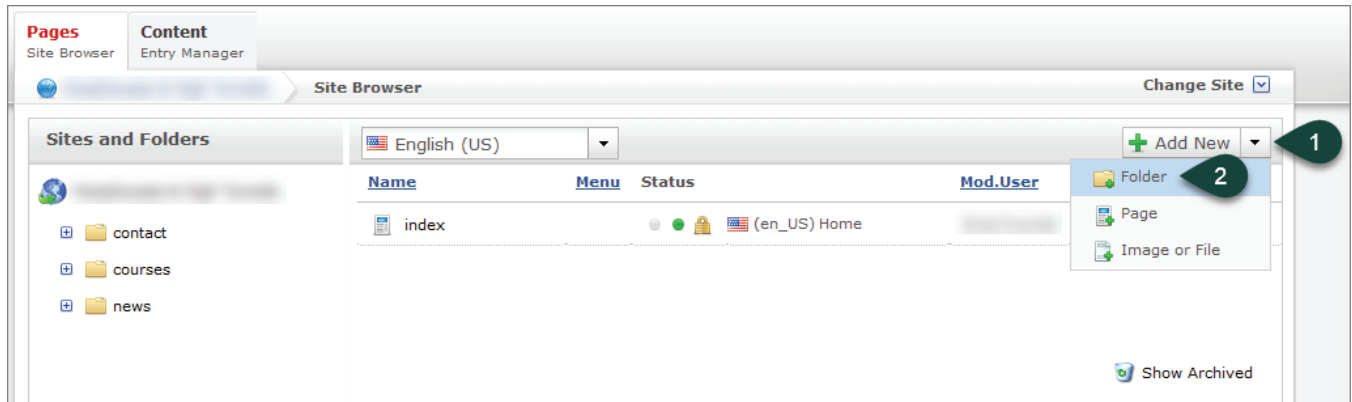 Pages Content
Site Browser Entry Manager
Site Browser Change Site
Sites and Folders English (US) Add New 1
Name Menu Status Mod.User Folder 2
index (en_US) Home Page
contact Image or File
courses
news
Show Archived